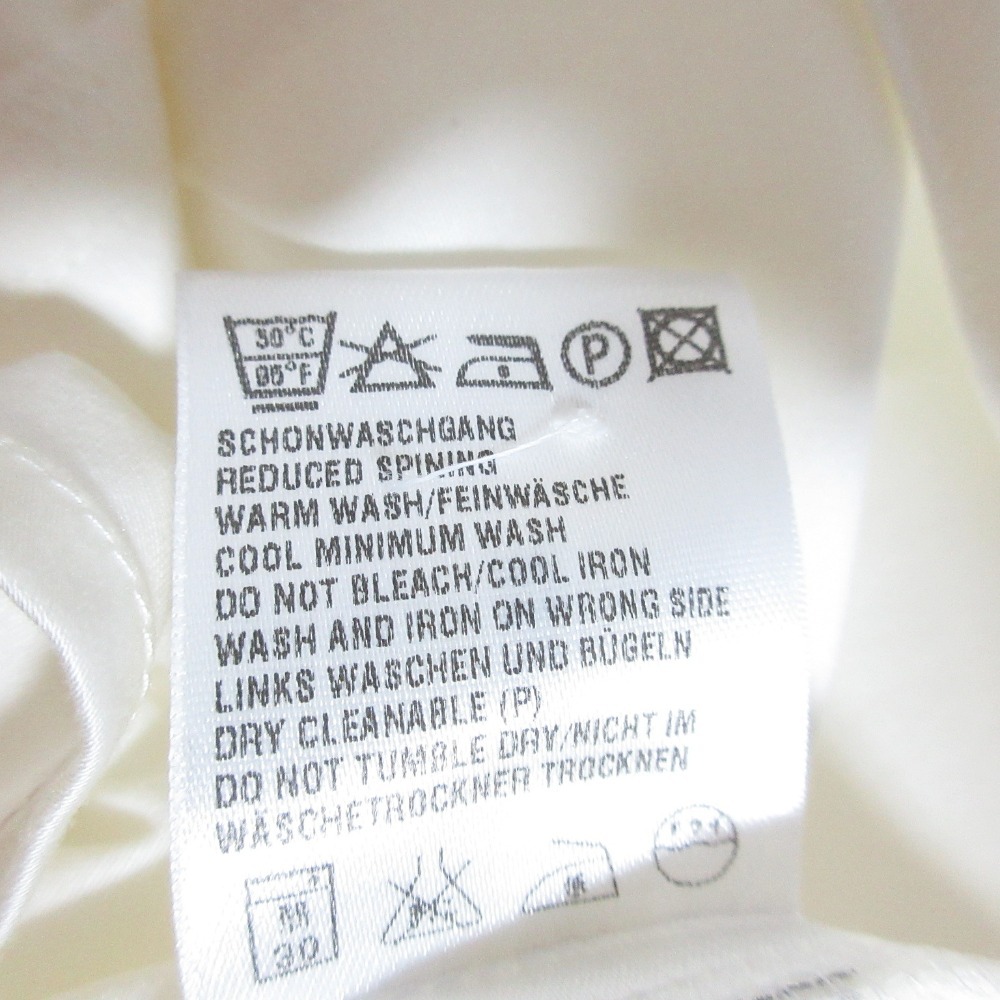 30°C
P
SCHONWASCHGANG
REDUCED SPINING
WARM WASH/FEINWÄSCHE
COOL MINIMUM WASH
DO NOT BLEACH/COOL IRON
WASH AND IRON ON WRONG SIDE
LINKS WASCHEN UND BÜGELN
DRY CLEANABLE (P)
DO NOT TUMBLE DRY/NICHT IM
WÄSCHETROCKNER TROCKNEN
30